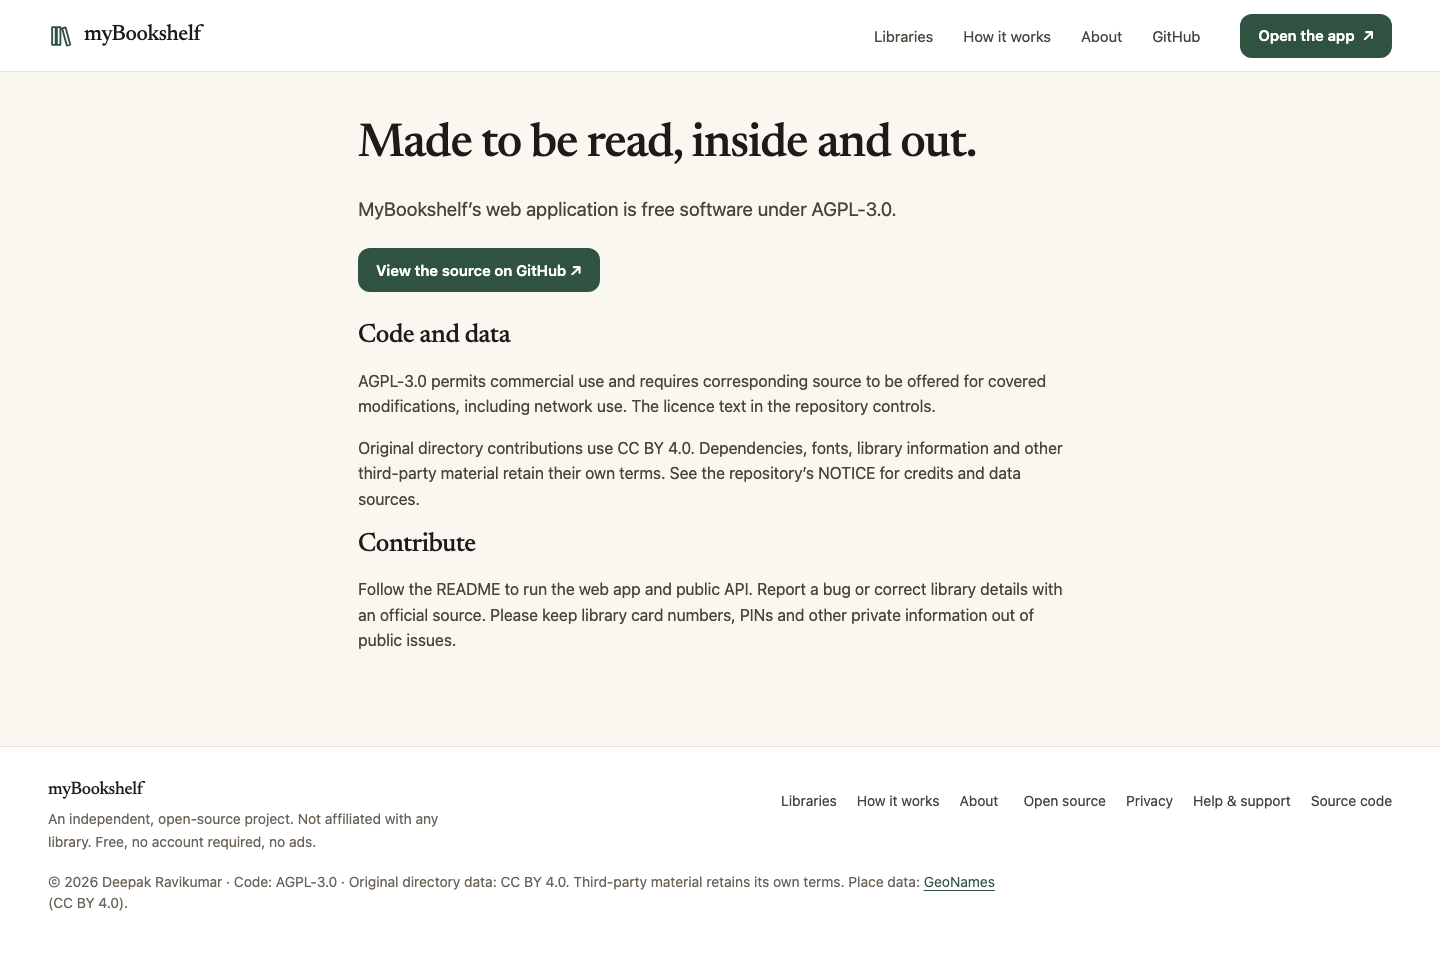 myBookshelf
Libraries
How it works
About
GitHub
Open the app ↗
Made to be read, inside and out.
MyBookshelf’s web application is free software under AGPL-3.0.
View the source on GitHub ↗
Code and data
AGPL-3.0 permits commercial use and requires corresponding source to be offered for covered
modifications, including network use. The licence text in the repository controls.
Original directory contributions use CC BY 4.0. Dependencies, fonts, library information and other
third-party material retain their own terms. See the repository’s NOTICE for credits and data
sources.
Contribute
Follow the README to run the web app and public API. Report a bug or correct library details with
an official source. Please keep library card numbers, PINs and other private information out of
public issues.
myBookshelf
An independent, open-source project. Not affiliated with any
library. Free, no account required, no ads.
Libraries
How it works
About
Open source
Privacy
Help & support
Source code
© 2026 Deepak Ravikumar · Code: AGPL-3.0 · Original directory data: CC BY 4.0. Third-party material retains its own terms. Place data: GeoNames
(CC BY 4.0).